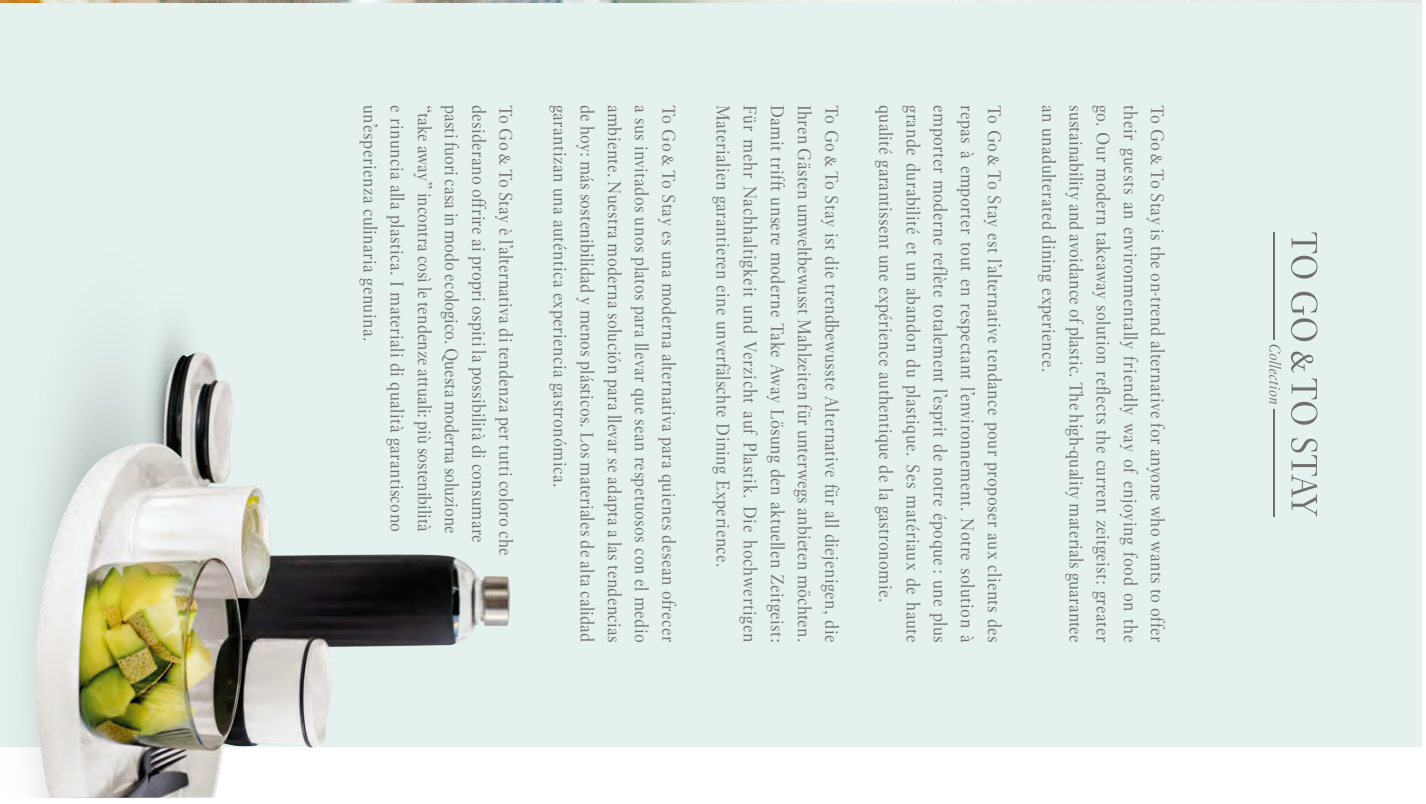 TO GO & TO STAY
Collection
To Go & To Stay is the on-trend alternative for anyone who wants to offer
their guests an environmentally friendly way of enjoying food on the
go. Our modern takeaway solution reflects the current zeitgeist: greater
sustainability and avoidance of plastic. The high-quality materials guarantee
an unadulterated dining experience.
To Go & To Stay est l’alternative tendance pour proposer aux clients des
repas à emporter tout en respectant l’environnement. Notre solution à
emporter moderne reflète totalement l’esprit de notre époque : une plus
grande durabilité et un abandon du plastique. Ses matériaux de haute
qualité garantissent une expérience authentique de la gastronomie.
To Go & To Stay ist die trendbewusste Alternative für all diejenigen, die
Ihren Gästen umweltbewusst Mahlzeiten für unterwegs anbieten möchten.
Damit trifft unsere moderne Take Away Lösung den aktuellen Zeitgeist:
Für mehr Nachhaltigkeit und Verzicht auf Plastik. Die hochwertigen
Materialien garantieren eine unverfälschte Dining Experience.
To Go & To Stay es una moderna alternativa para quienes desean ofrecer
a sus invitados unos platos para llevar que sean respetuosos con el medio
ambiente. Nuestra moderna solución para llevar se adapta a las tendencias
de hoy: más sostenibilidad y menos plásticos. Los materiales de alta calidad
garantizan una auténtica experiencia gastronómica.
To Go & To Stay è l’alternativa di tendenza per tutti coloro che
desiderano offrire ai propri ospiti la possibilità di consumare
pasti fuori casa in modo ecologico. Questa moderna soluzione
“take away” incontra così le tendenze attuali: più sostenibilità
e rinuncia alla plastica. I materiali di qualità garantiscono
un’esperienza culinaria genuina.